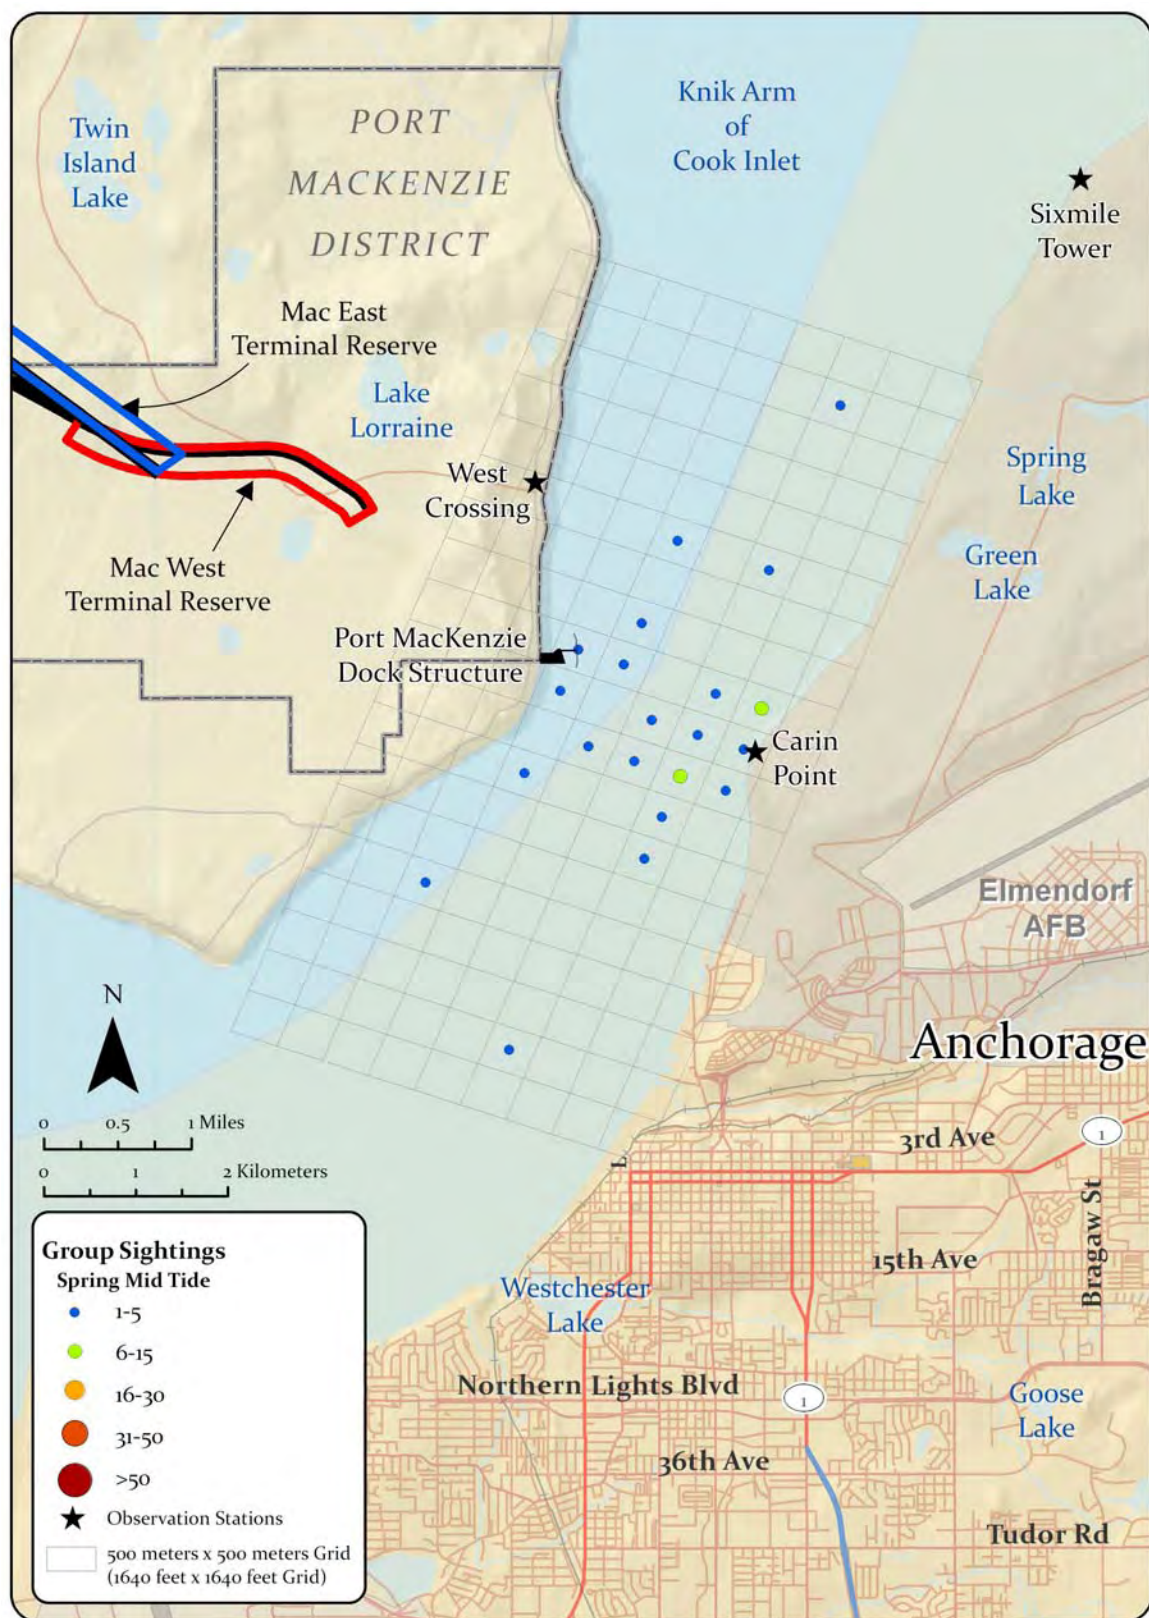 Twin
Island
Lake
PORT
MACKENZIE
DISTRICT
Knik Arm
of
Cook Inlet
Sixmile
Tower
Mac East
Terminal Reserve
Lake
Lorraine
West
Crossing
Spring
Lake
Green
Lake
Mac West
Terminal Reserve
Port MacKenzie
Dock Structure
Carin
Point
Elmendorf
AFB
N
Anchorage
0 0.5 1 Miles
0 1 2 Kilometers
3rd Ave
1
L
15th Ave
Bragaw St
Westchester
Lake
Northern Lights Blvd
1
Goose
Lake
36th Ave
Tudor Rd
Group Sightings
Spring Mid Tide
1-5
6-15
16-30
31-50
>50
Observation Stations
500 meters x 500 meters Grid
(1640 feet x 1640 feet Grid)